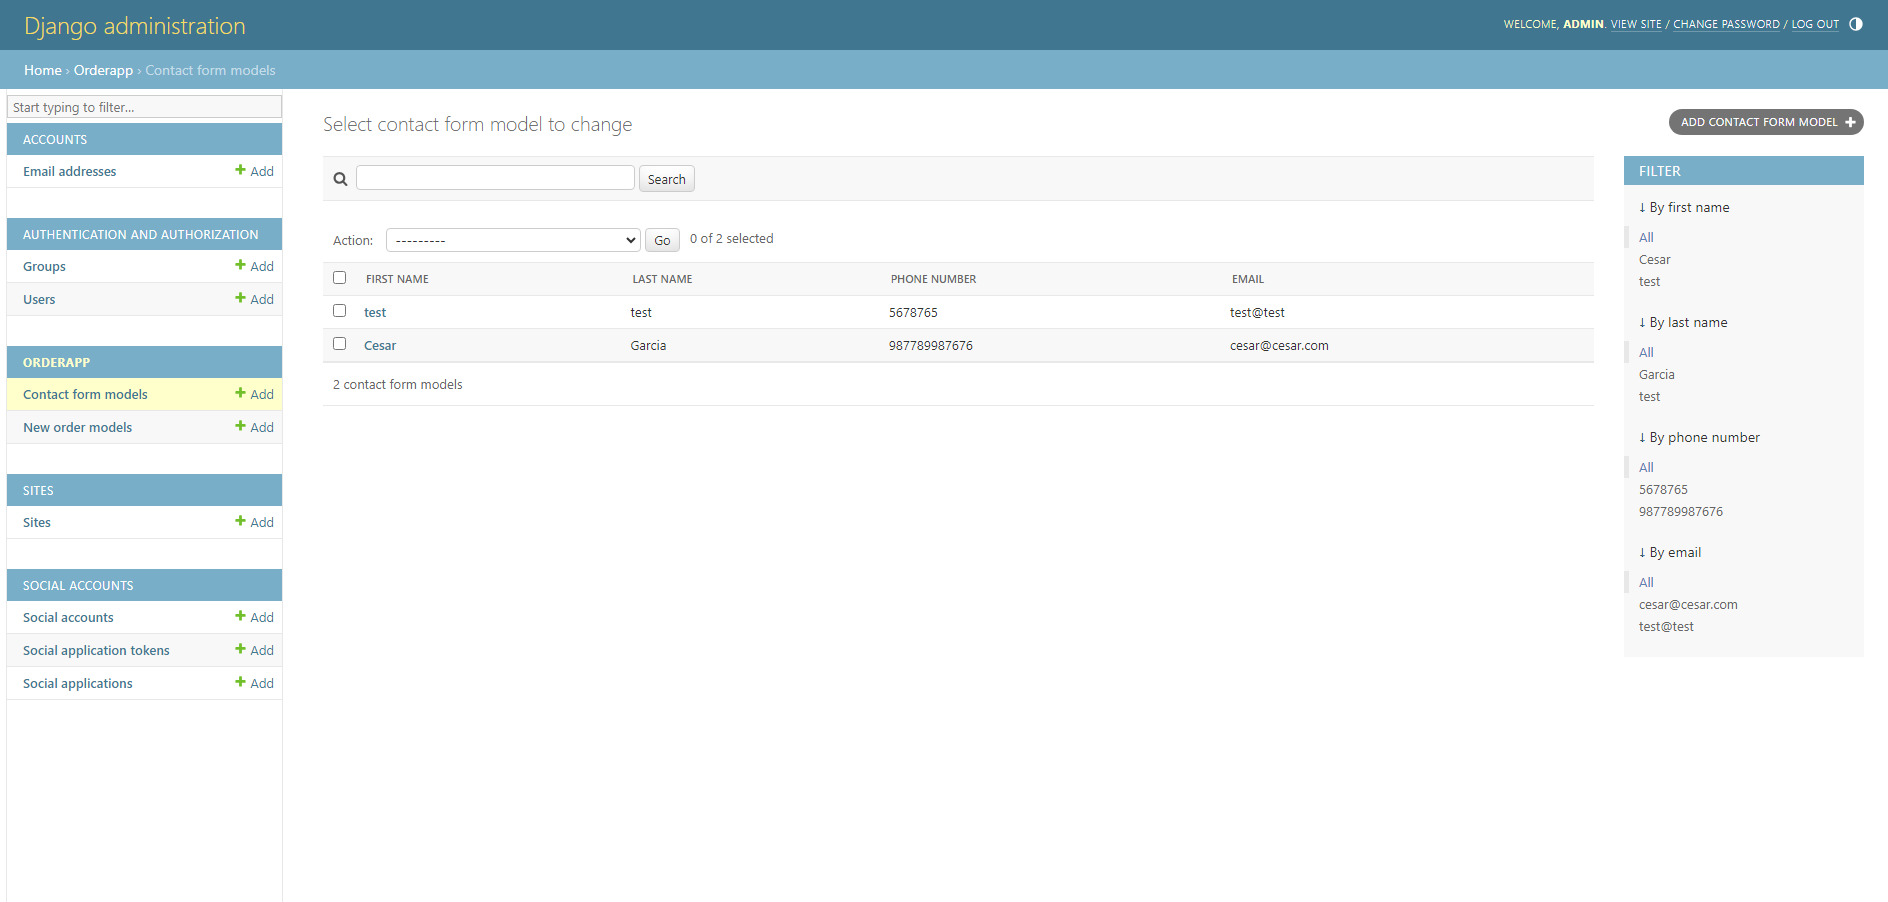 Django administration
WELCOME, ADMIN. VIEW SITE / CHANGE PASSWORD / LOG OUT
Home › Orderapp › Contact form models
Start typing to filter...
ACCOUNTS
Email addresses Add
AUTHENTICATION AND AUTHORIZATION
Groups Add
Users Add
ORDERAPP
Contact form models Add
New order models Add
SITES
Sites Add
SOCIAL ACCOUNTS
Social accounts Add
Social application tokens Add
Social applications Add
Select contact form model to change
ADD CONTACT FORM MODEL
Search
Action: --------- Go 0 of 2 selected
FIRST NAME LAST NAME PHONE NUMBER EMAIL
test test 5678765 test@test
Cesar Garcia 987789987676 cesar@cesar.com
2 contact form models
FILTER
↓ By first name
All
Cesar
test
↓ By last name
All
Garcia
test
↓ By phone number
All
5678765
987789987676
↓ By email
All
cesar@cesar.com
test@test